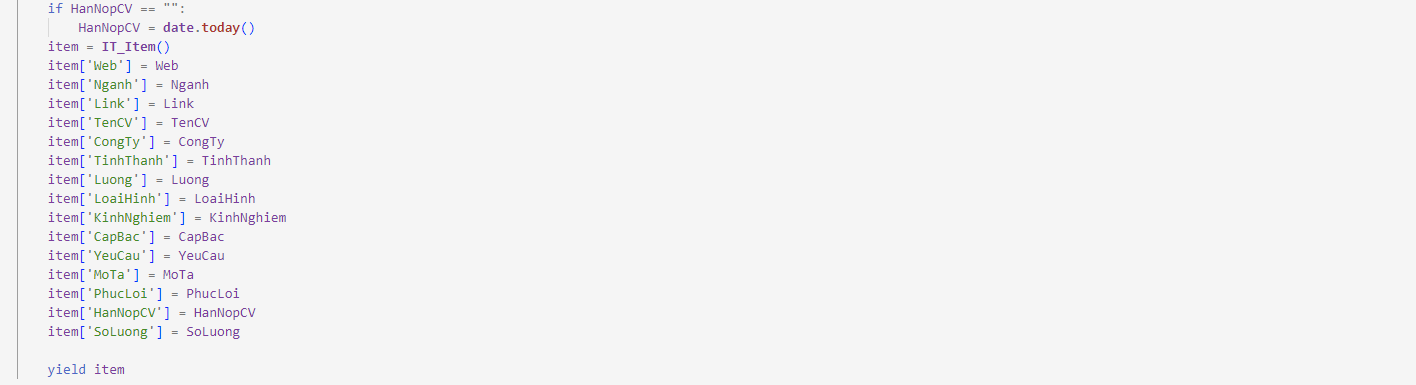 if HanNopCV == "":
    HanNopCV = date.today()
item = IT_Item()
item['Web'] = Web
item['Nganh'] = Nganh
item['Link'] = Link
item['TenCV'] = TenCV
item['CongTy'] = CongTy
item['TinhThanh'] = TinhThanh
item['Luong'] = Luong
item['LoaiHinh'] = LoaiHinh
item['KinhNghiem'] = KinhNghiem
item['CapBac'] = CapBac
item['YeuCau'] = YeuCau
item['MoTa'] = MoTa
item['PhucLoi'] = PhucLoi
item['HanNopCV'] = HanNopCV
item['SoLuong'] = SoLuong
yield item